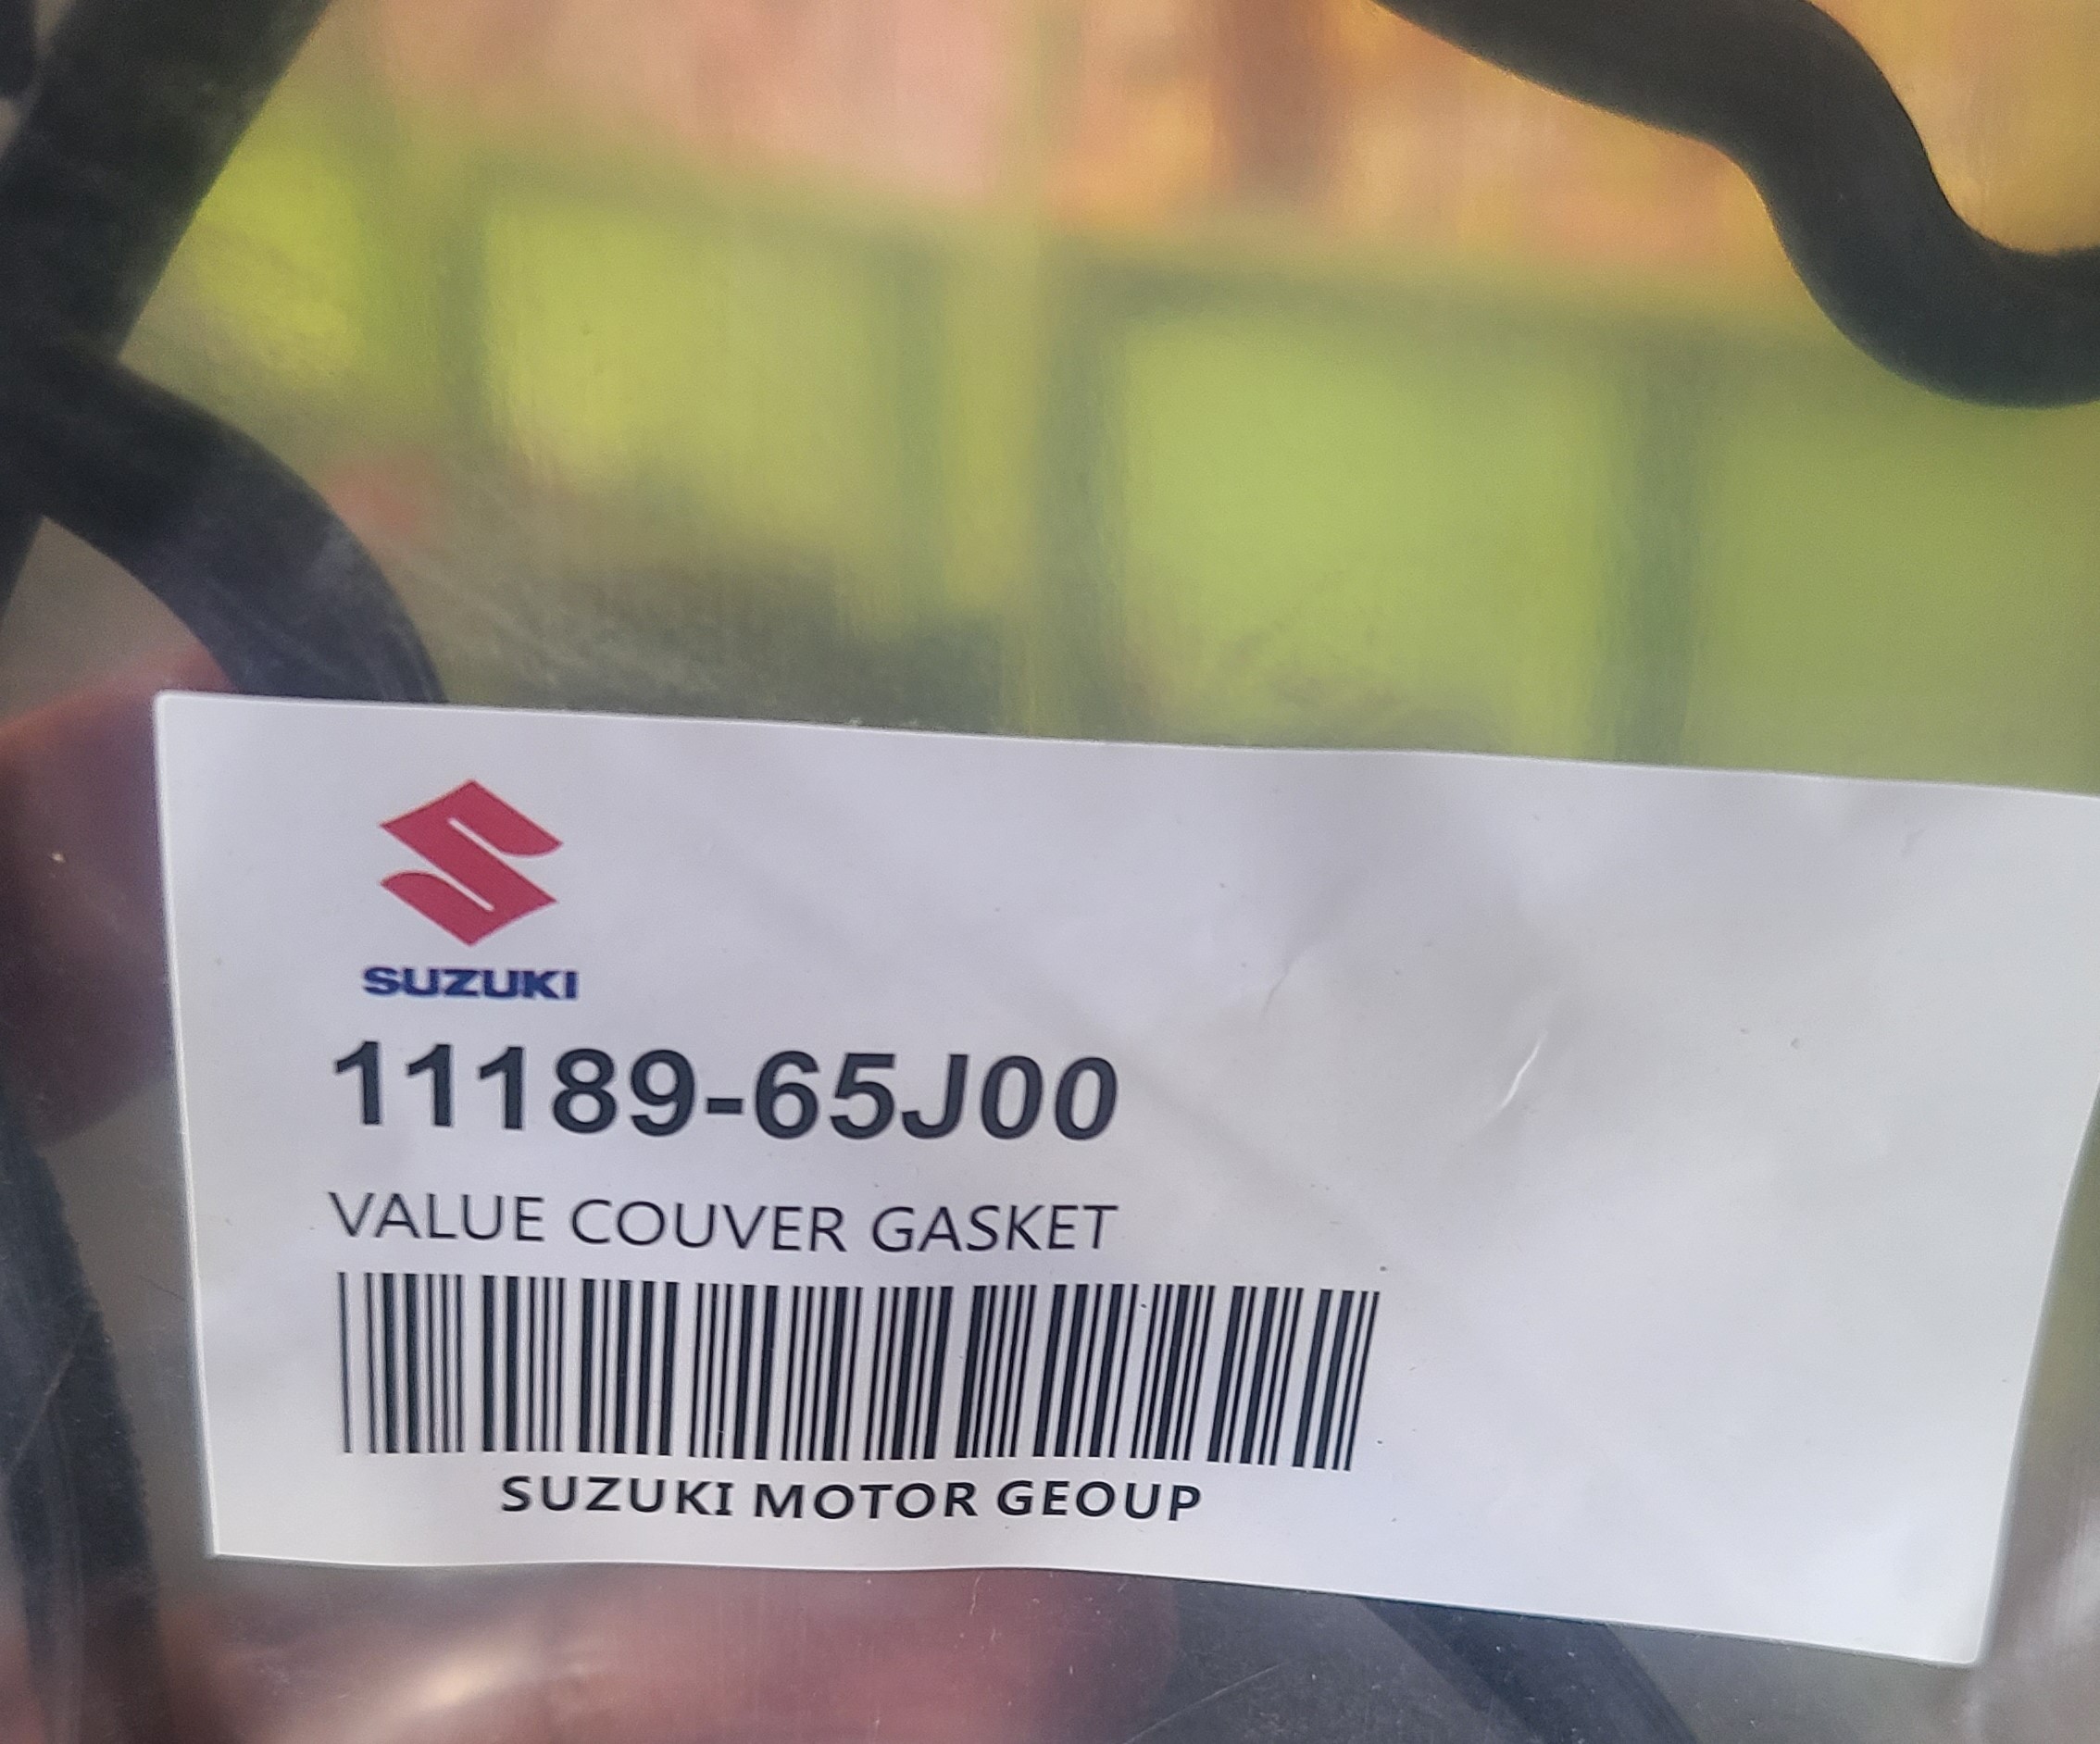 SUZUKI
11189-65J00
VALUE COUVER GASKET
SUZUKI MOTOR GEOUP